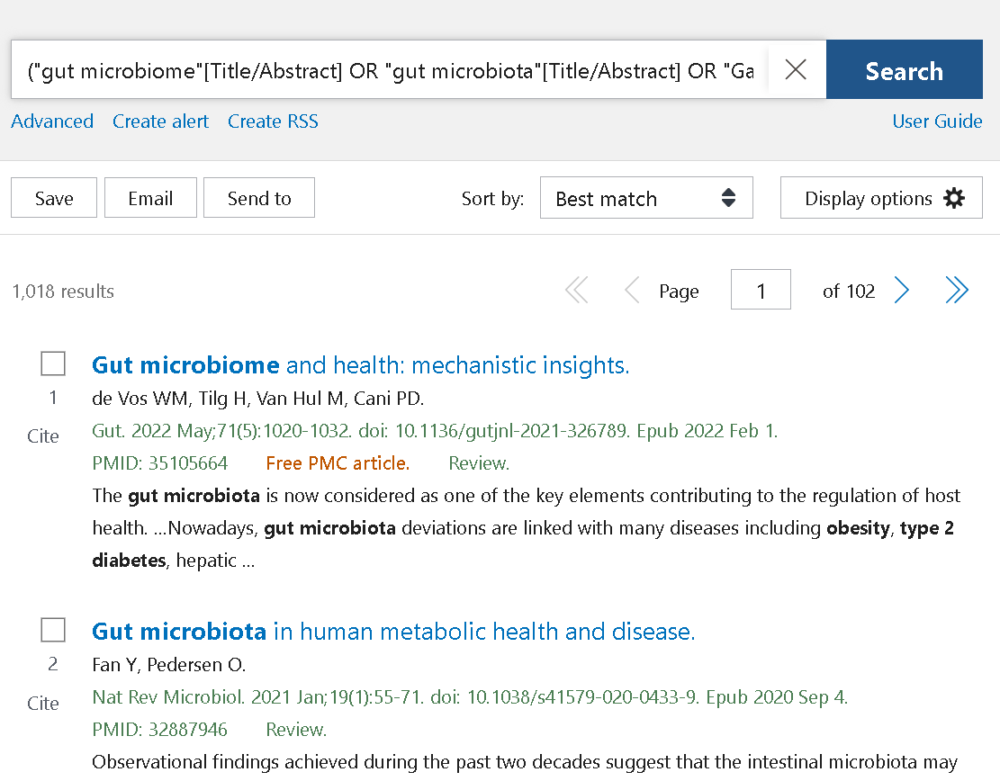 ("gut microbiome"[Title/Abstract] OR "gut microbiota"[Title/Abstract] OR "Ga
Search
Advanced Create alert Create RSS User Guide
Save Email Send to Sort by: Best match Display options
1,018 results Page 1 of 102
Gut microbiome and health: mechanistic insights.
1 de Vos WM, Tilg H, Van Hul M, Cani PD.
Cite Gut. 2022 May;71(5):1020-1032. doi: 10.1136/gutjnl-2021-326789. Epub 2022 Feb 1.
PMID: 35105664 Free PMC article. Review.
The gut microbiota is now considered as one of the key elements contributing to the regulation of host
health. ...Nowadays, gut microbiota deviations are linked with many diseases including obesity, type 2
diabetes, hepatic ...
Gut microbiota in human metabolic health and disease.
2 Fan Y, Pedersen O.
Cite Nat Rev Microbiol. 2021 Jan;19(1):55-71. doi: 10.1038/s41579-020-0433-9. Epub 2020 Sep 4.
PMID: 32887946 Review.
Observational findings achieved during the past two decades suggest that the intestinal microbiota may